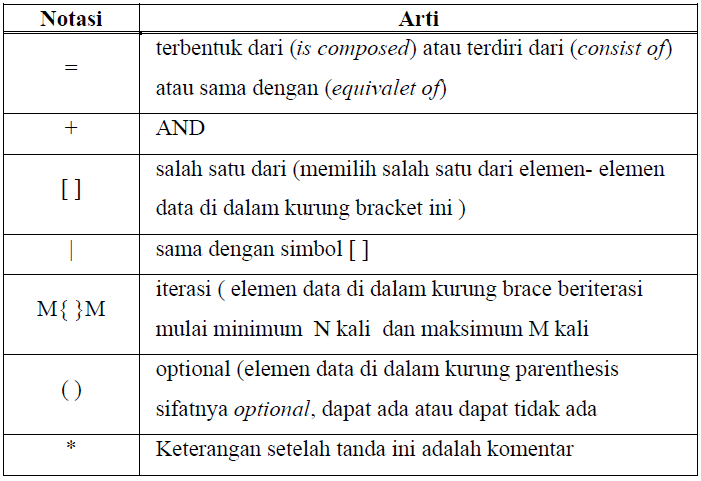 Notasi Arti
= terbentuk dari (is composed) atau terdiri dari (consist of)
atau sama dengan (equivalet of)
+ AND
[ ] salah satu dari (memilih salah satu dari elemen- elemen
data di dalam kurung bracket ini )
| sama dengan simbol [ ]
M{ }M iterasi ( elemen data di dalam kurung brace beriterasi
mulai minimum N kali dan maksimum M kali
( ) optional (elemen data di dalam kurung parenthesis
sifatnya optional, dapat ada atau dapat tidak ada
* Keterangan setelah tanda ini adalah komentar